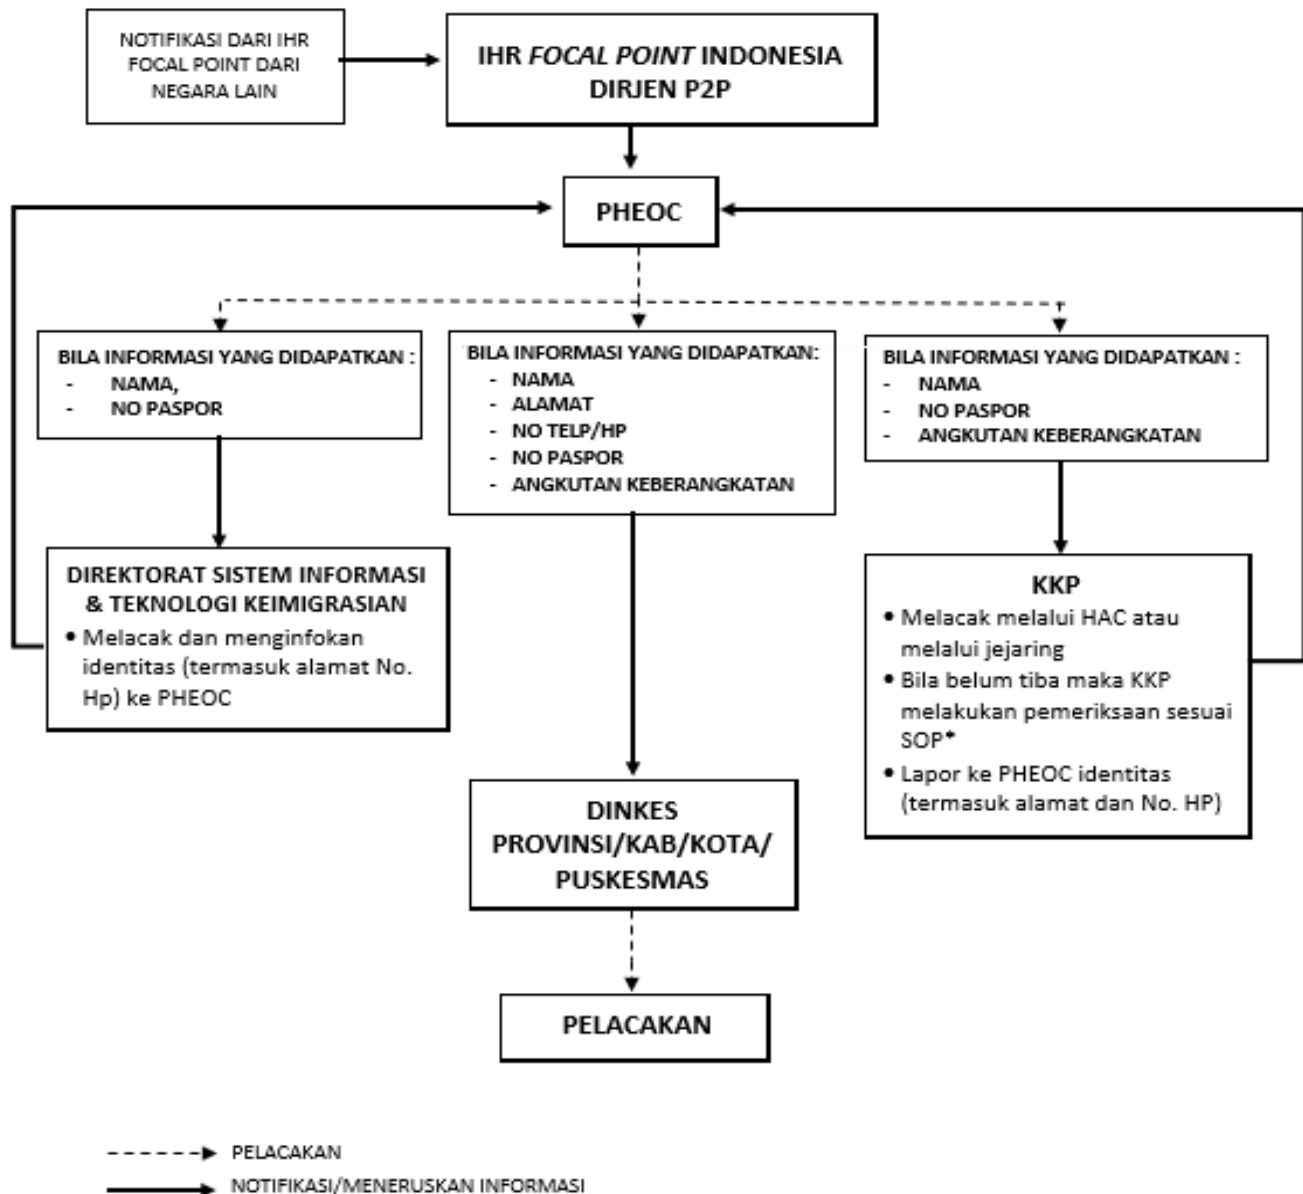 NOTIFIKASI DARI IHR
FOCAL POINT DARI
NEGARA LAIN
IHR FOCAL POINT INDONESIA
DIRJEN P2P
PHEOC
BILA INFORMASI YANG DIDAPATKAN :
- NAMA,
- NO PASPOR
BILA INFORMASI YANG DIDAPATKAN:
- NAMA
- ALAMAT
- NO TELP/HP
- NO PASPOR
- ANGKUTAN KEBERANGKATAN
BILA INFORMASI YANG DIDAPATKAN :
- NAMA
- NO PASPOR
- ANGKUTAN KEBERANGKATAN
DIREKTORAT SISTEM INFORMASI
& TEKNOLOGI KEIMIGRASIAN
• Melacak dan menginfokan
identitas (termasuk alamat No.
Hp) ke PHEOC
KKP
• Melacak melalui HAC atau
melalui jejaring
• Bila belum tiba maka KKP
melakukan pemeriksaan sesuai
SOP*
• Lapor ke PHEOC identitas
(termasuk alamat dan No. HP)
DINKES
PROVINSI/KAB/KOTA/
PUSKESMAS
PELACAKAN
PELACAKAN
NOTIFIKASI/MENERUSKAN INFORMASI